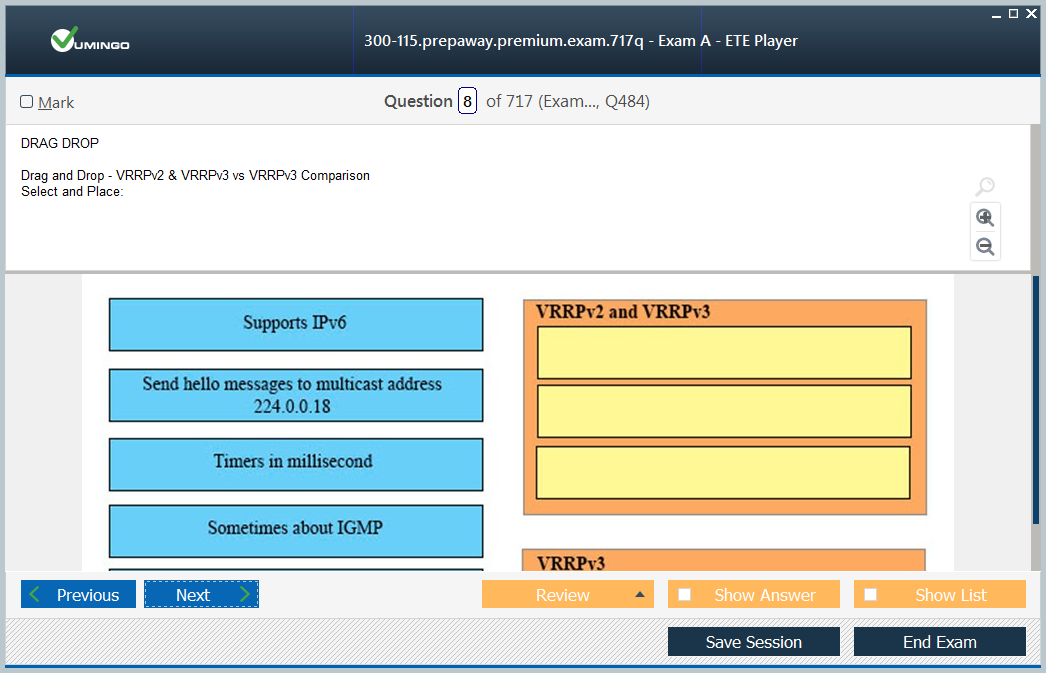 VUMINGO
300-115.prepaway.premium.exam.717q - Exam A - ETE Player
Mark
Question 8 of 717 (Exam..., Q484)
DRAG DROP
Drag and Drop - VRRPv2 & VRRPv3 vs VRRPv3 Comparison
Select and Place:
Supports IPv6
Send hello messages to multicast address
224.0.0.18
Timers in millisecond
Sometimes about IGMP
VRRPv2 and VRRPv3
VRRPv3
Previous
Next
Review
Show Answer
Show List
Save Session
End Exam